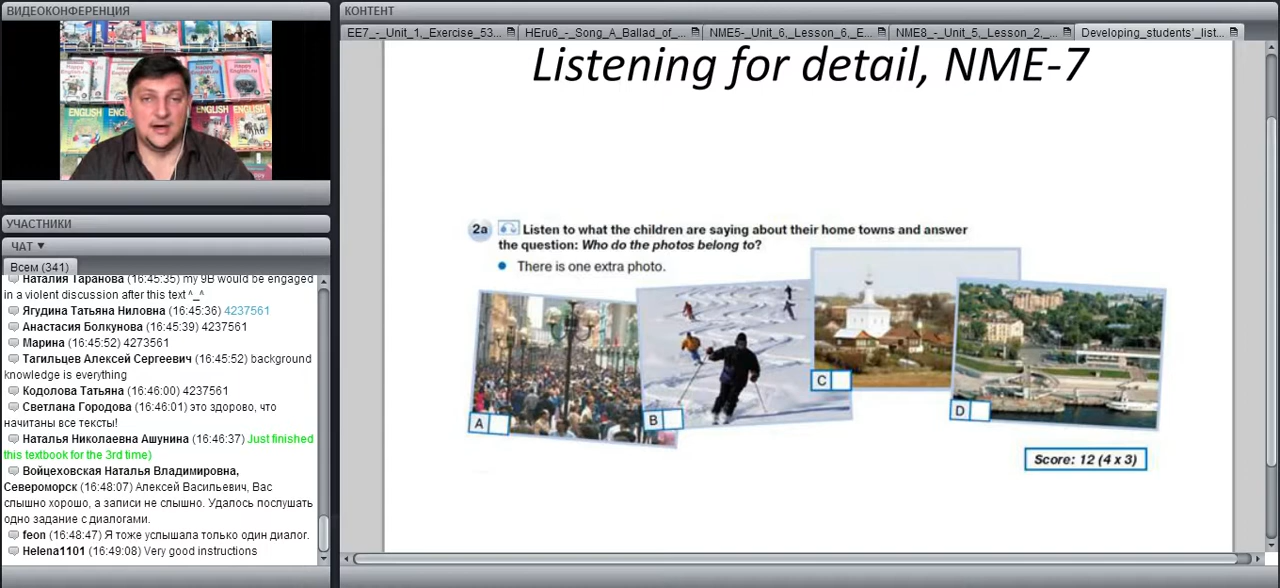 ВИДЕОКОНФЕРЕНЦИЯ
Happy
English.ru
ENGLISH
ENGLISH
УЧАСТНИКИ
ЧАТ ▼
Всем (341)
Наталия Таранова (16:45:35) my 9B would be engaged
in a violent discussion after this text ^_^
Ягудина Татьяна Ниловна (16:45:36) 4237561
Анастасия Болкунова (16:45:39) 4237561
Марина (16:45:52) 4273561
Тагильцев Алексей Сергеевич (16:45:52) background
knowledge is everything
Кодолова Татьяна (16:46:00) 4237561
Светлана Городова (16:46:01) это здорово, что
начитаны все тексты!
Наталья Николаевна Ашунина (16:46:37) Just finished
this textbook for the 3rd time)
Войцеховская Наталья Владимировна,
Североморск (16:48:07) Алексей Васильевич, Вас
слышно хорошо, а записи не слышно. Удалось послушать
одно задание с диалогами.
feon (16:48:47) Я тоже услышала только один диалог.
Helena1101 (16:49:08) Very good instructions
КОНТЕНТ
EE7_-_Unit_1,_Exercise_53...
HEru6_-_Song_A_Ballad_of_...
NME5-_Unit_6,_Lesson_6,_E...
NME8_-_Unit_5,_Lesson_2,_...
Developing_students'_list...
Listening for detail, NME-7
2a Listen to what the children are saying about their home towns and answer
the question: Who do the photos belong to?
• There is one extra photo.
A
B
C
D
Score: 12 (4 x 3)